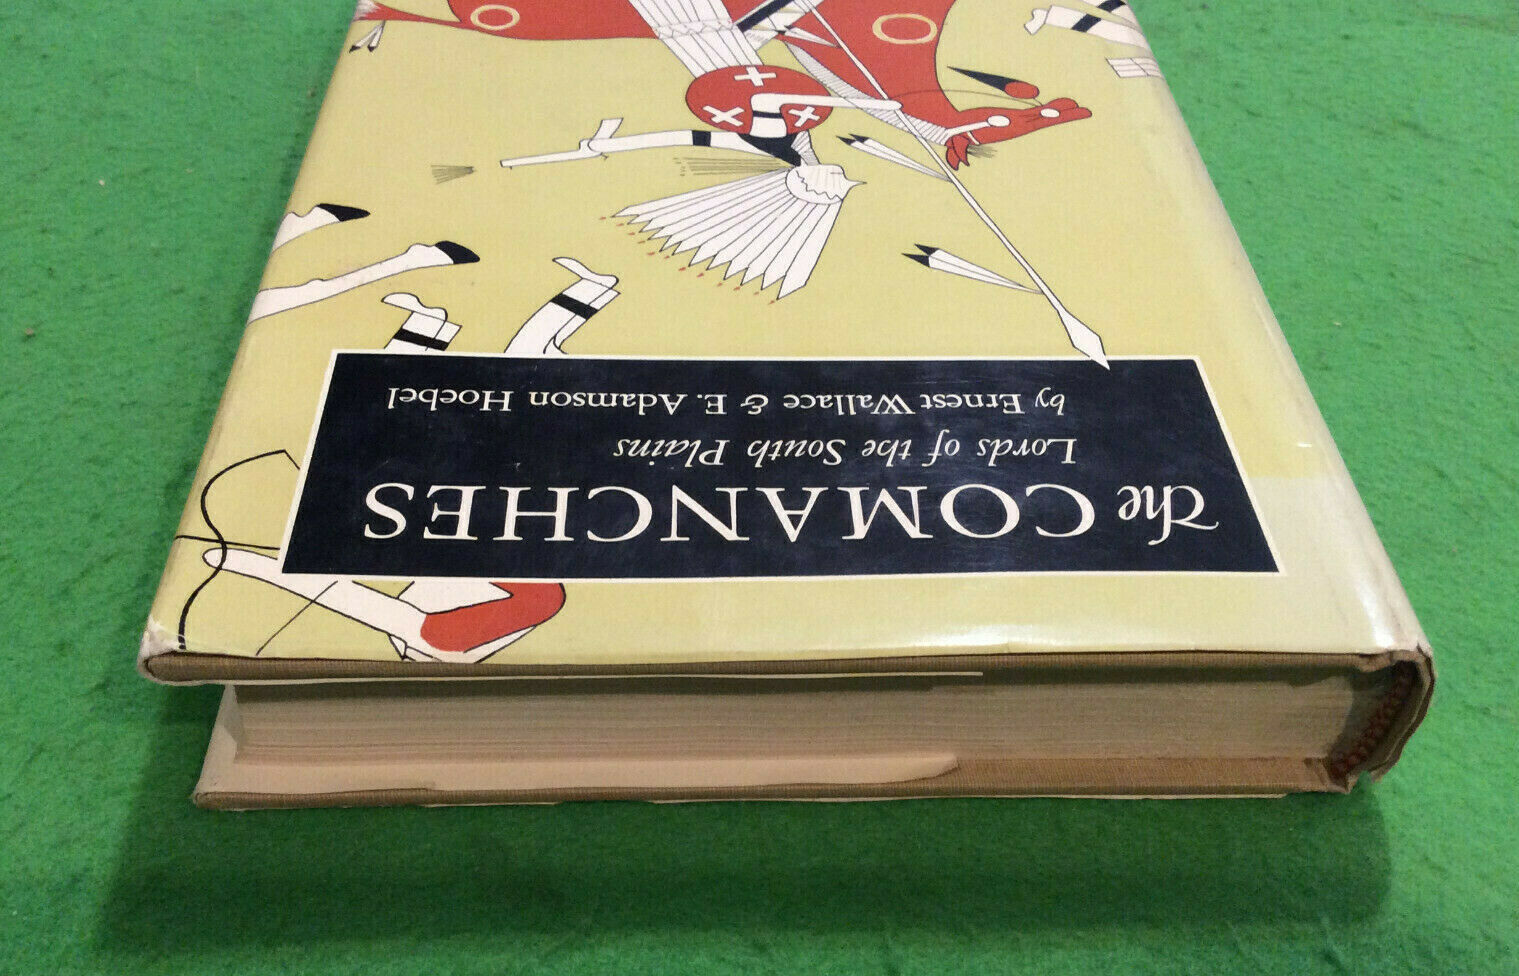 The COMANCHES
Lords of the South Plains
by Ernest Wallace & E. Adamson Hoebel